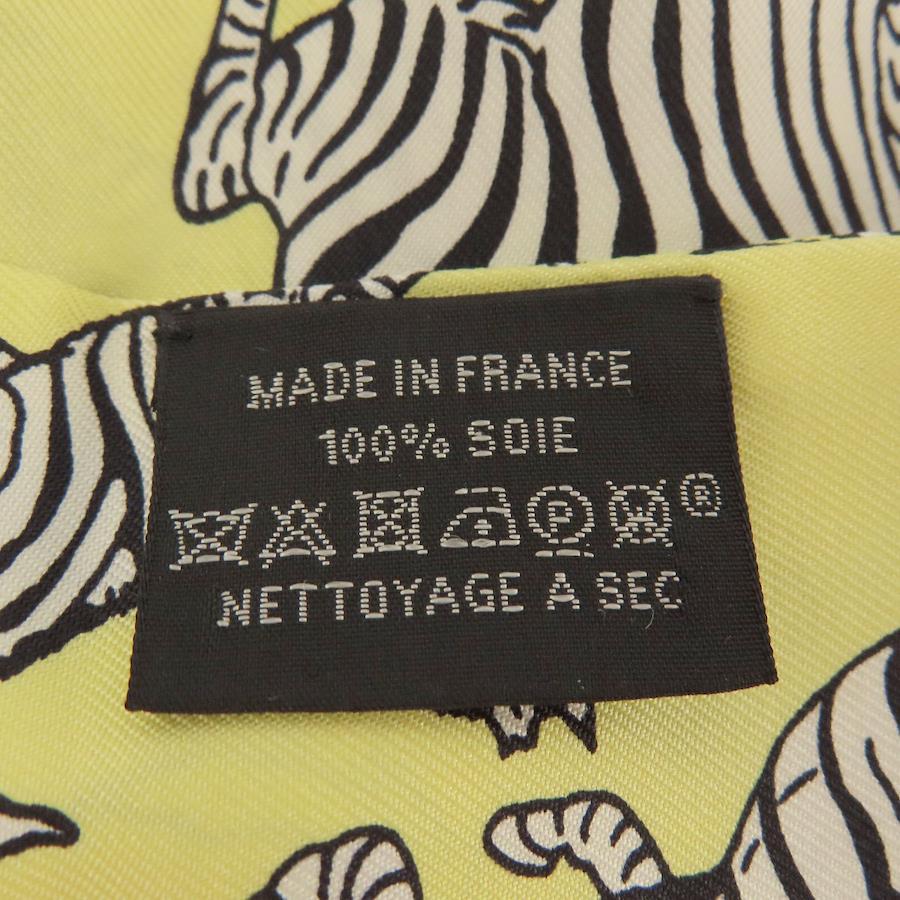 MADE IN FRANCE
100% SOIE
P W ®
NETTOYAGE A SEC